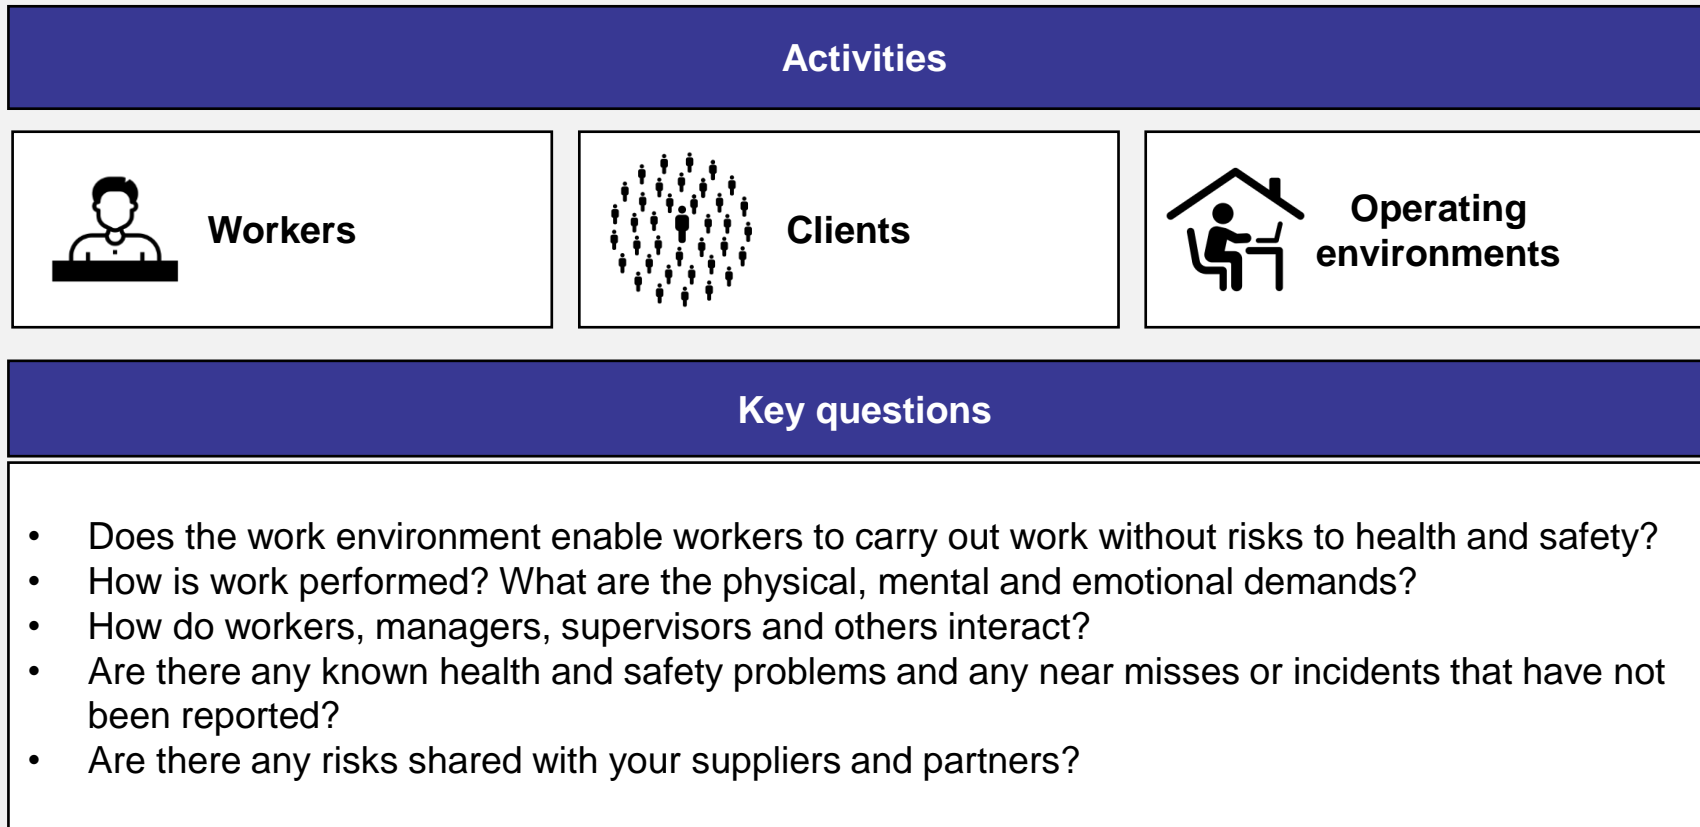 Activities
Workers
Clients
Operating
environments
Key questions
• Does the work environment enable workers to carry out work without risks to health and safety?
• How is work performed? What are the physical, mental and emotional demands?
• How do workers, managers, supervisors and others interact?
• Are there any known health and safety problems and any near misses or incidents that have not
been reported?
• Are there any risks shared with your suppliers and partners?